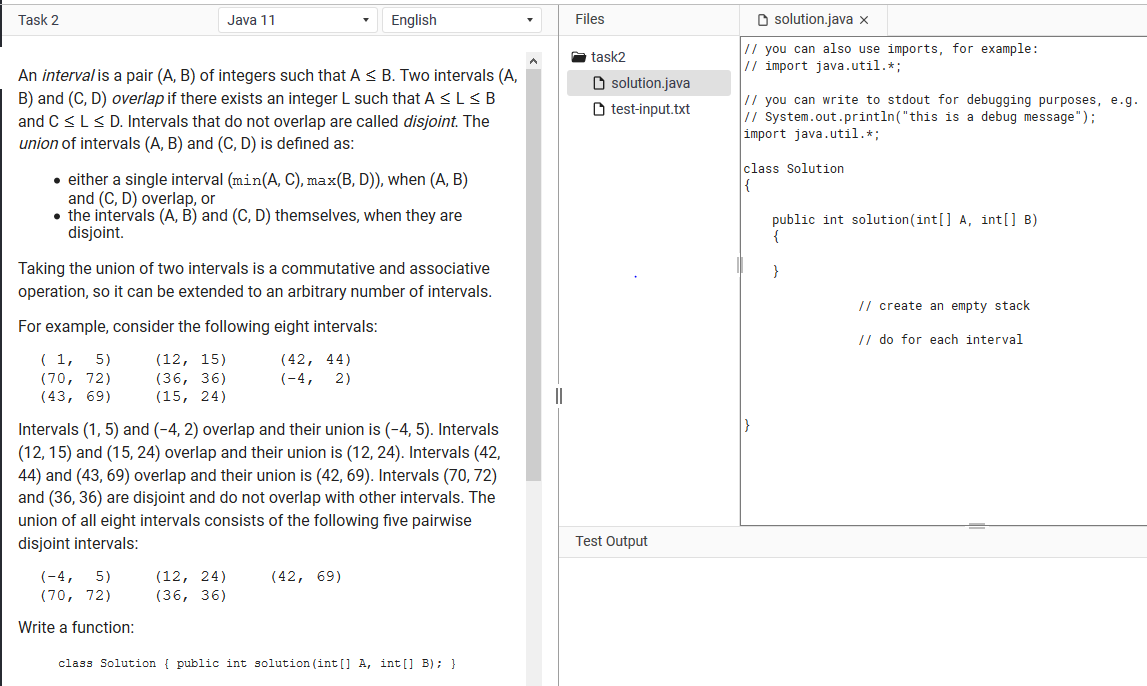 Task 2
Java 11
English
An interval is a pair (A, B) of integers such that A ≤ B. Two intervals (A,
B) and (C, D) overlap if there exists an integer L such that A ≤ L ≤ B
and C ≤ L ≤ D. Intervals that do not overlap are called disjoint. The
union of intervals (A, B) and (C, D) is defined as:
• either a single interval (min(A, C), max(B, D)), when (A, B)
and (C, D) overlap, or
• the intervals (A, B) and (C, D) themselves, when they are
disjoint.
Taking the union of two intervals is a commutative and associative
operation, so it can be extended to an arbitrary number of intervals.
For example, consider the following eight intervals:
( 1, 5) (12, 15) (42, 44)
(70, 72) (36, 36) (−4, 2)
(43, 69) (15, 24)
Intervals (1, 5) and (−4, 2) overlap and their union is (−4, 5). Intervals
(12, 15) and (15, 24) overlap and their union is (12, 24). Intervals (42,
44) and (43, 69) overlap and their union is (42, 69). Intervals (70, 72)
and (36, 36) are disjoint and do not overlap with other intervals. The
union of all eight intervals consists of the following five pairwise
disjoint intervals:
(−4, 5) (12, 24) (42, 69)
(70, 72) (36, 36)
Write a function:
class Solution { public int solution(int[] A, int[] B); }
Files
task2
solution.java
test-input.txt
solution.java ×
// you can also use imports, for example:
// import java.util.*;
// you can write to stdout for debugging purposes, e.g.
// System.out.println("this is a debug message");
import java.util.*;
class Solution
{
public int solution(int[] A, int[] B)
{
}
// create an empty stack
// do for each interval
}
Test Output